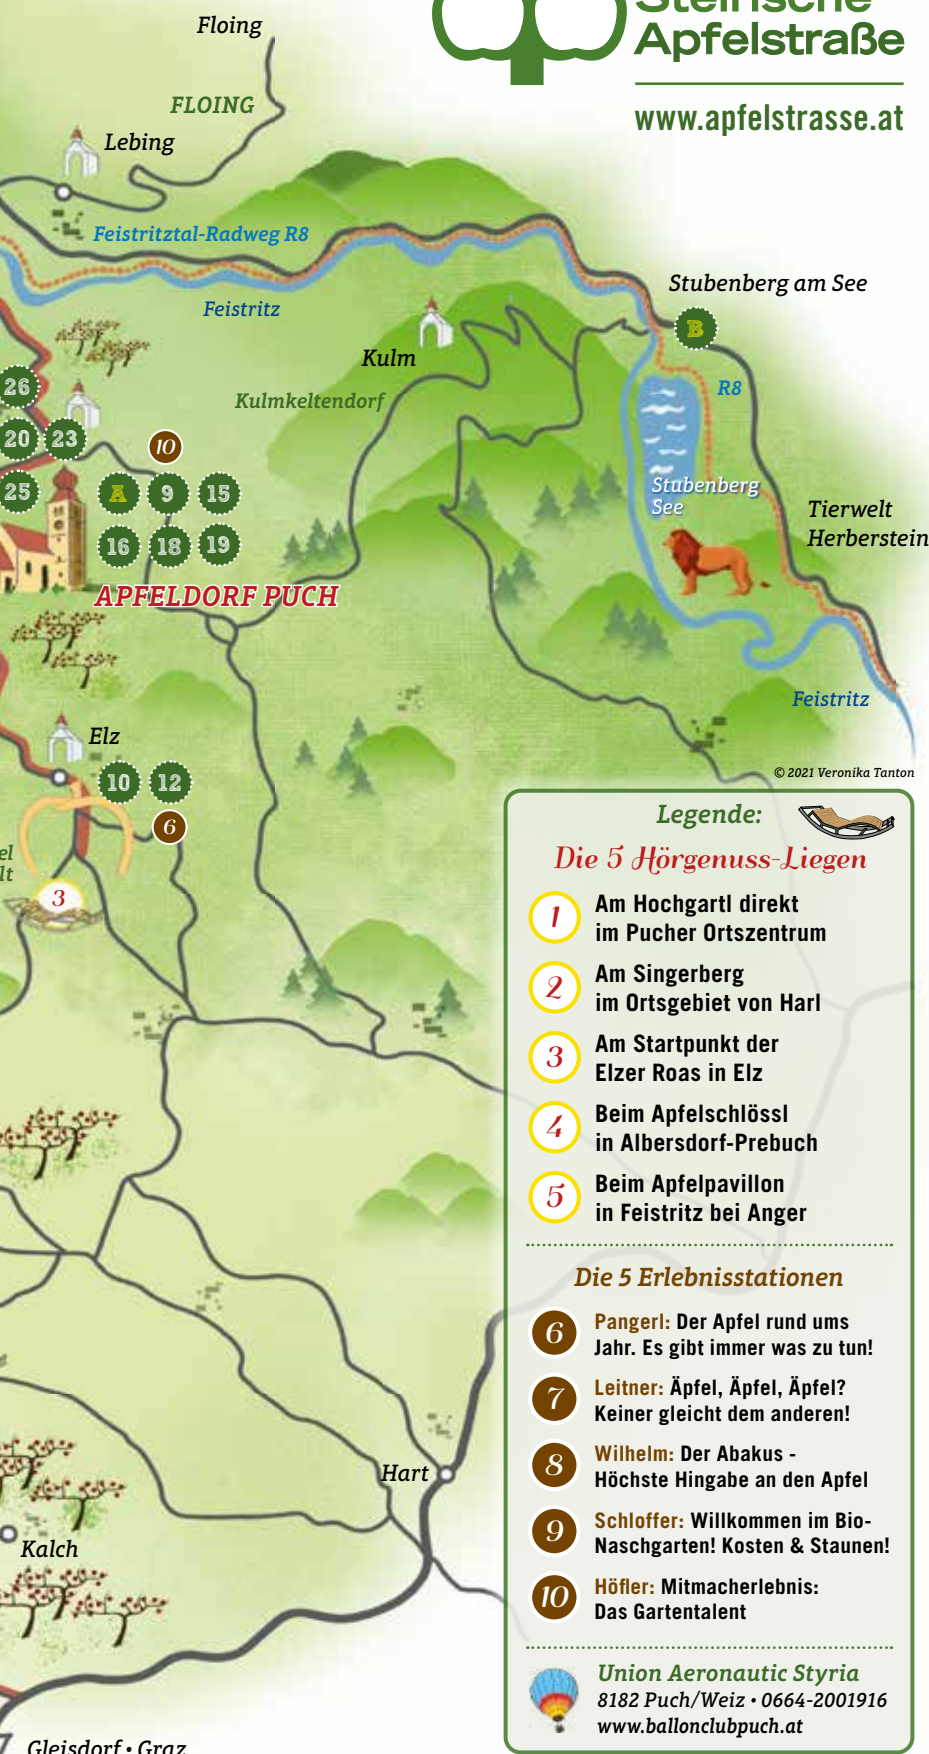 Steirische
Apfelstraße
www.apfelstrasse.at
Floing
FLOING
Lebing
Feistritztal-Radweg R8
Feistritz
Stubenberg am See
B
Kulm
R8
Kulmkeltendorf
26
20 23
10
25
A 9 15
16 18 19
Stubenberg
See
Tierwelt
Herberstein
APFELDORF PUCH
Feistritz
Elz
10 12
6
el
lt
3
© 2021 Veronika Tanton
Legende:
Die 5 Hörgenuss-Liegen
1 Am Hochgartl direkt
im Pucher Ortszentrum
2 Am Singerberg
im Ortsgebiet von Harl
3 Am Startpunkt der
Elzer Roas in Elz
4 Beim Apfelschlössl
in Albersdorf-Prebuch
5 Beim Apfelpavillon
in Feistritz bei Anger
Die 5 Erlebnisstationen
6 Pangerl: Der Apfel rund ums
Jahr. Es gibt immer was zu tun!
7 Leitner: Äpfel, Äpfel, Äpfel?
Keiner gleicht dem anderen!
8 Wilhelm: Der Abakus -
Höchste Hingabe an den Apfel
9 Schloffer: Willkommen im Bio-
Naschgarten! Kosten & Staunen!
10 Höfler: Mitmacherlebnis:
Das Gartentalent
Union Aeronautic Styria
8182 Puch/Weiz • 0664-2001916
www.ballonclubpuch.at
Hart
Kalch
Gleisdorf • Graz